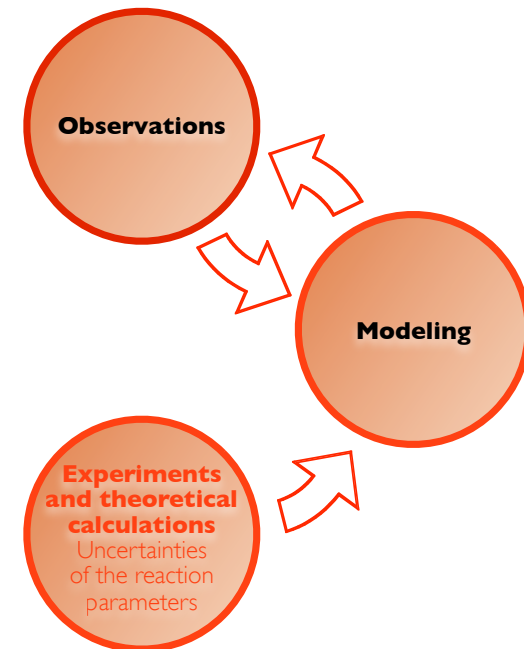 Observations
Modeling
Experiments
and theoretical
calculations
Uncertainties
of the reaction
parameters